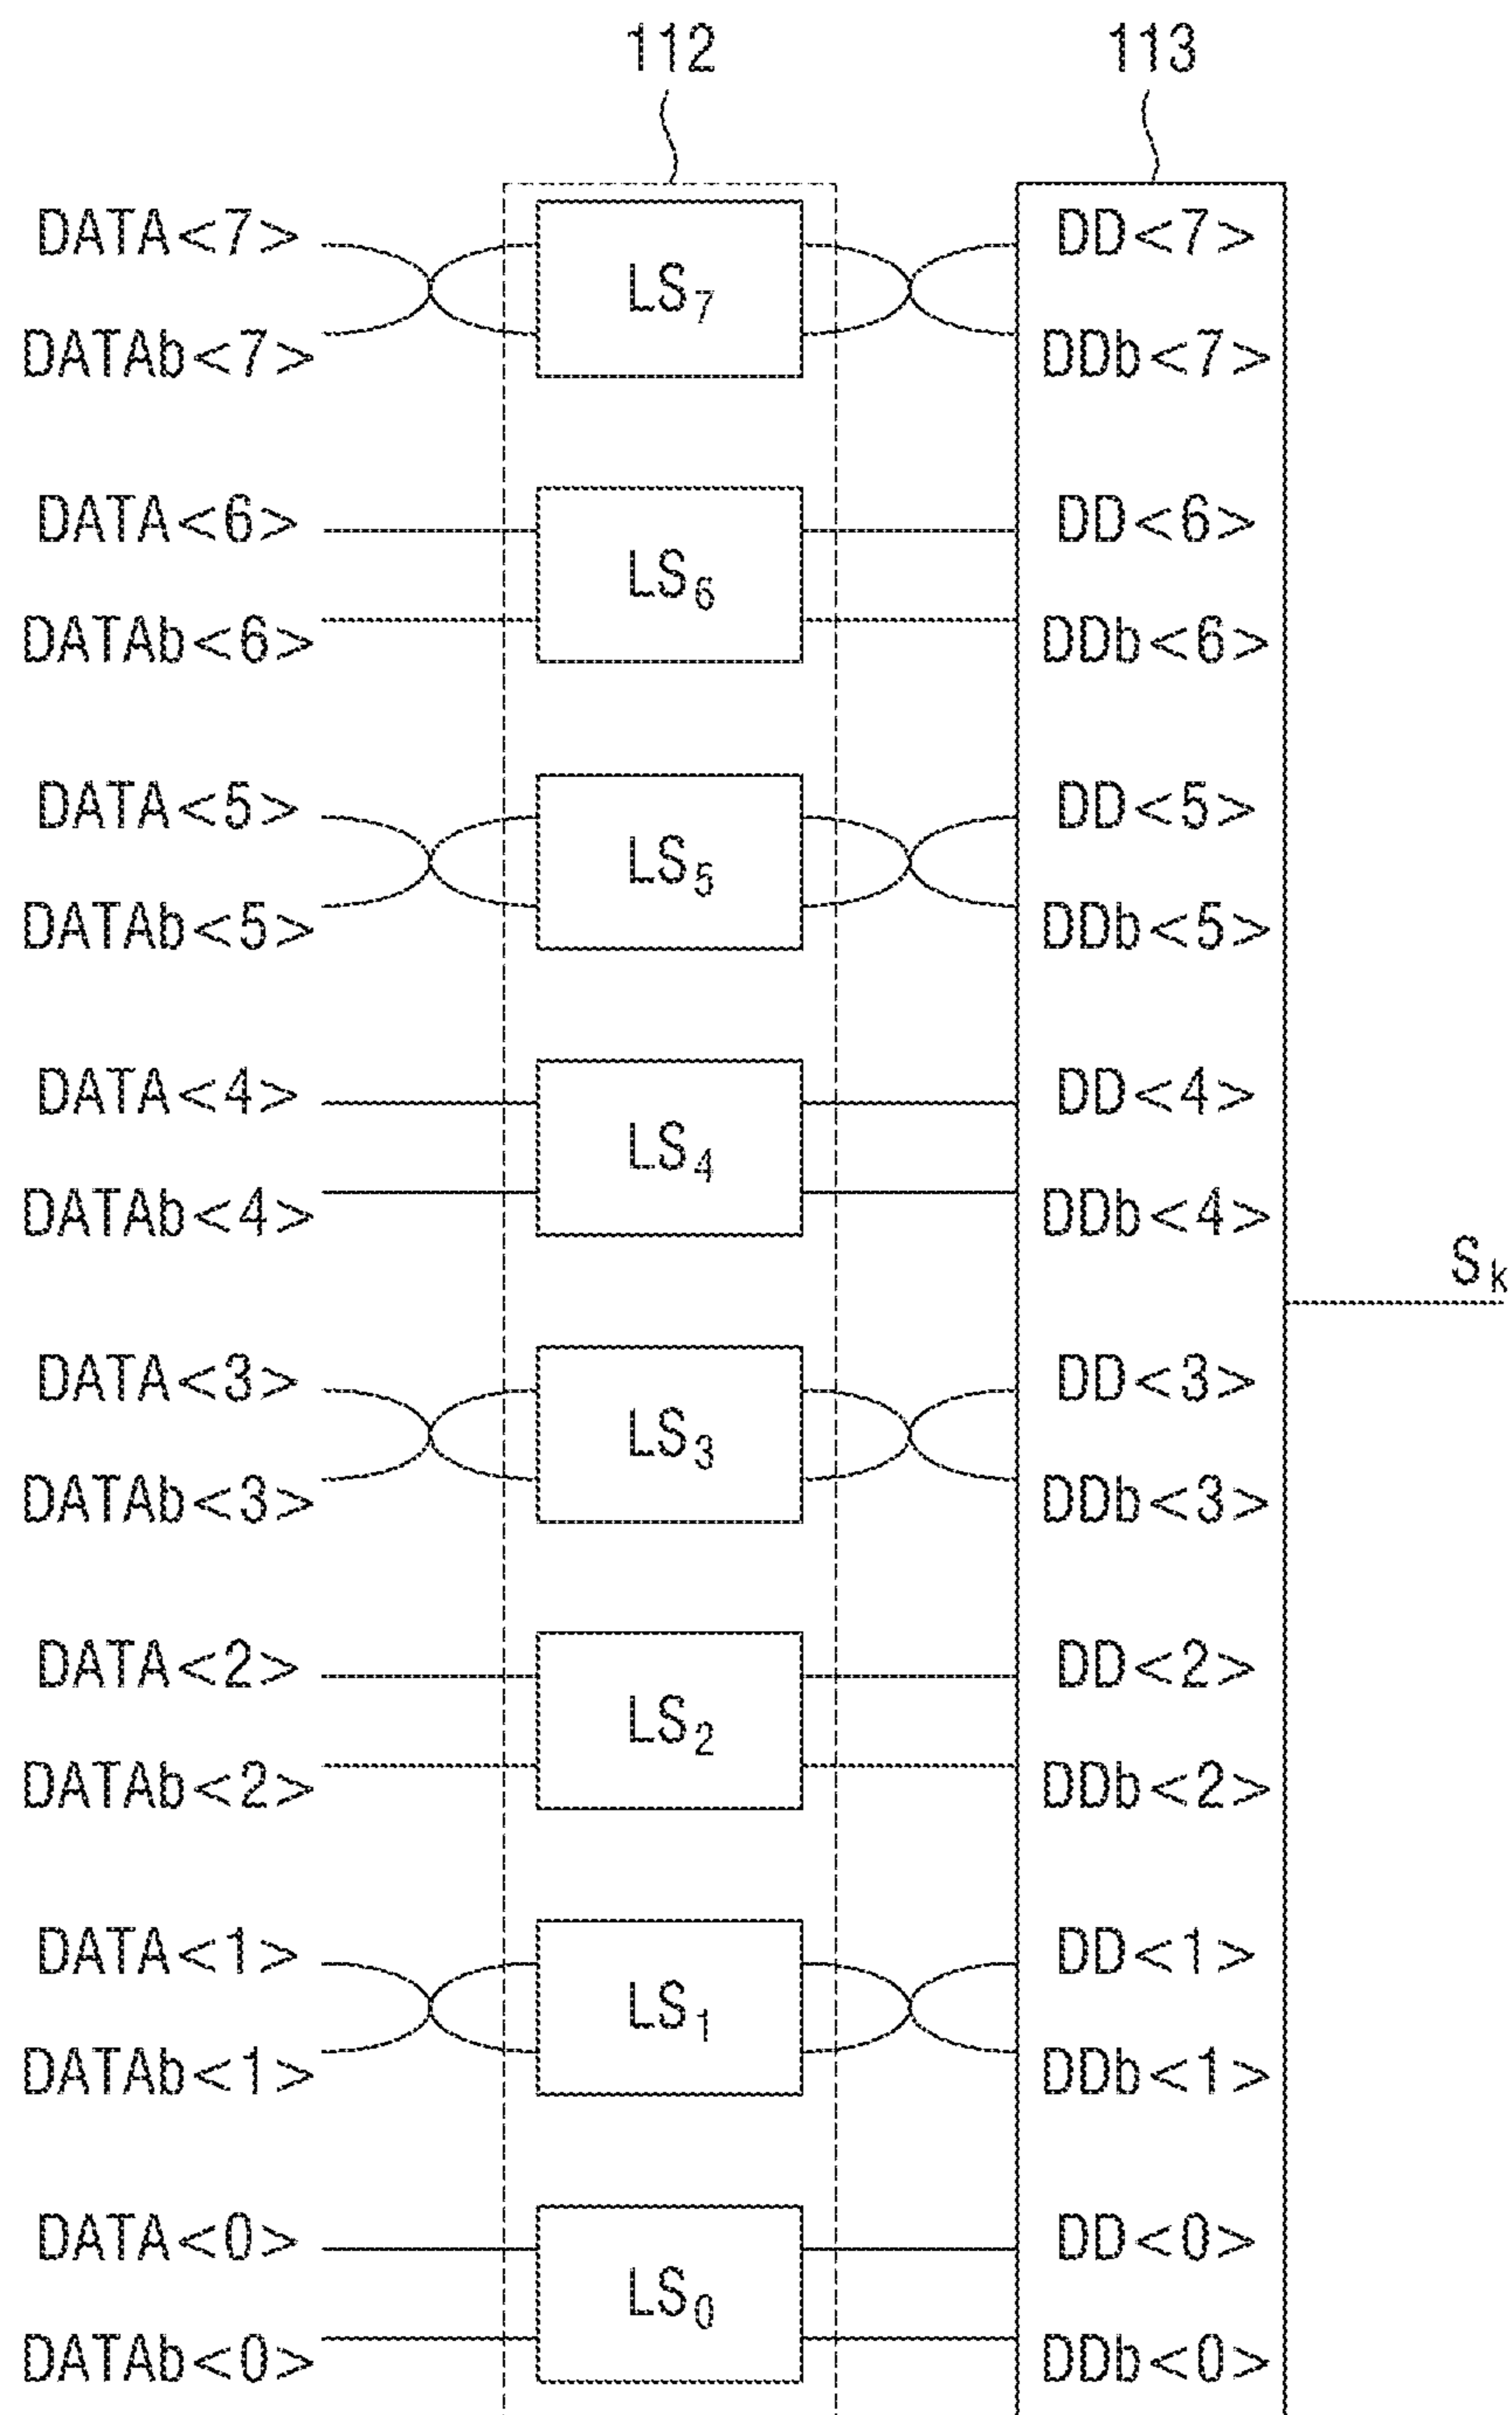 112 113
DATA<7> DD<7>
LS₇
DATAb<7> DDb<7>
DATA<6> DD<6>
LS₆
DATAb<6> DDb<6>
DATA<5> DD<5>
LS₅
DATAb<5> DDb<5>
DATA<4> DD<4>
LS₄
DATAb<4> DDb<4>
Sₖ
DATA<3> DD<3>
LS₃
DATAb<3> DDb<3>
DATA<2> DD<2>
LS₂
DATAb<2> DDb<2>
DATA<1> DD<1>
LS₁
DATAb<1> DDb<1>
DATA<0> DD<0>
LS₀
DATAb<0> DDb<0>